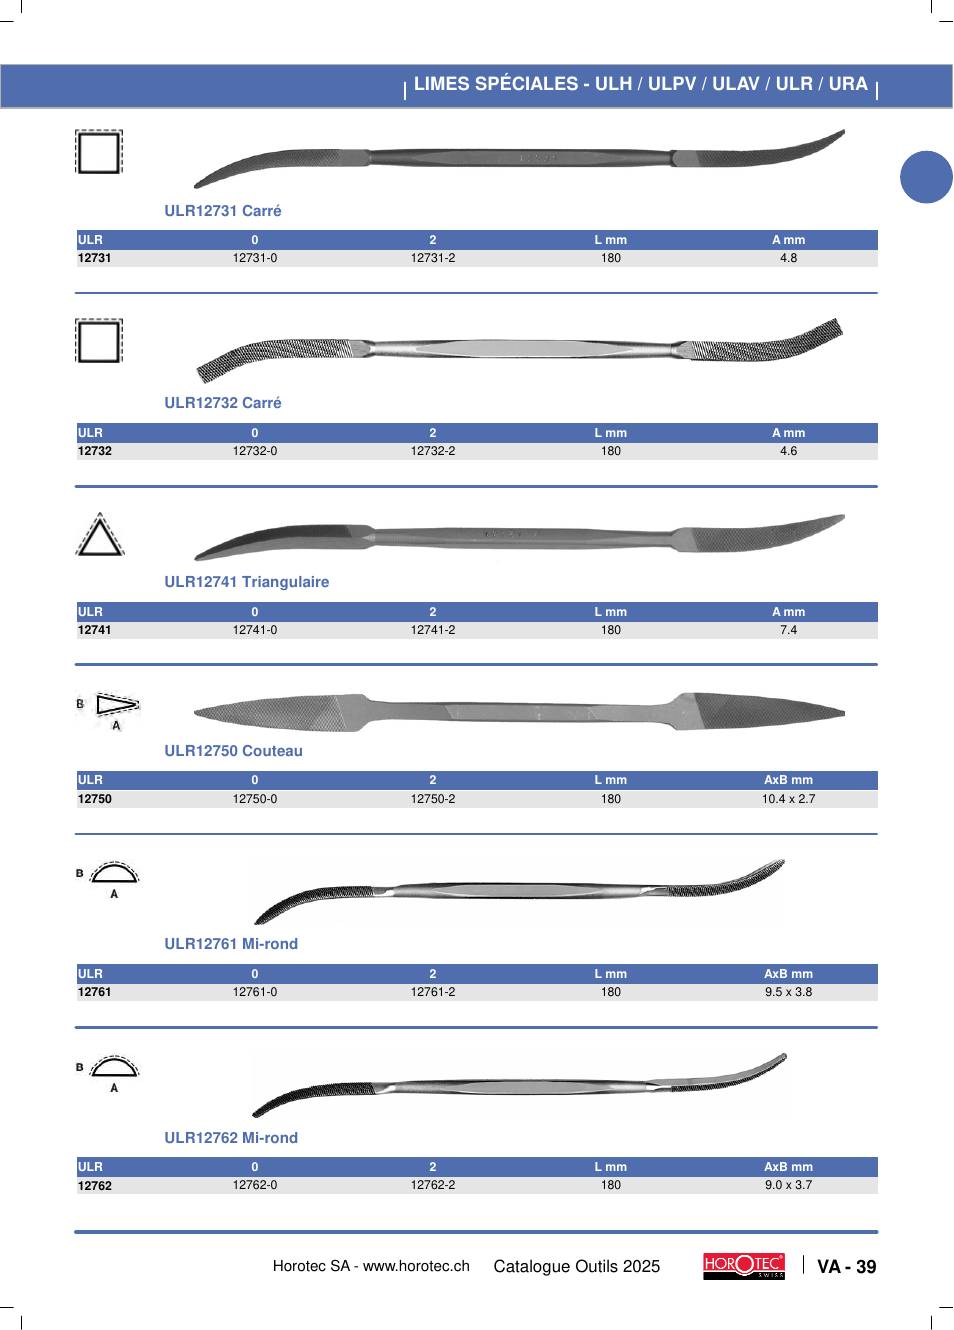 LIMES SPÉCIALES - ULH / ULPV / ULAV / ULR / URA
ULR12731 Carré
ULR 0 2 L mm A mm
12731 12731-0 12731-2 180 4.8
ULR12732 Carré
ULR 0 2 L mm A mm
12732 12732-0 12732-2 180 4.6
ULR12741 Triangulaire
ULR 0 2 L mm A mm
12741 12741-0 12741-2 180 7.4
B
A
ULR12750 Couteau
ULR 0 2 L mm AxB mm
12750 12750-0 12750-2 180 10.4 x 2.7
B
A
ULR12761 Mi-rond
ULR 0 2 L mm AxB mm
12761 12761-0 12761-2 180 9.5 x 3.8
B
A
ULR12762 Mi-rond
ULR 0 2 L mm AxB mm
12762 12762-0 12762-2 180 9.0 x 3.7
Horotec SA - www.horotec.ch Catalogue Outils 2025 HOROTEC® SWISS VA - 39